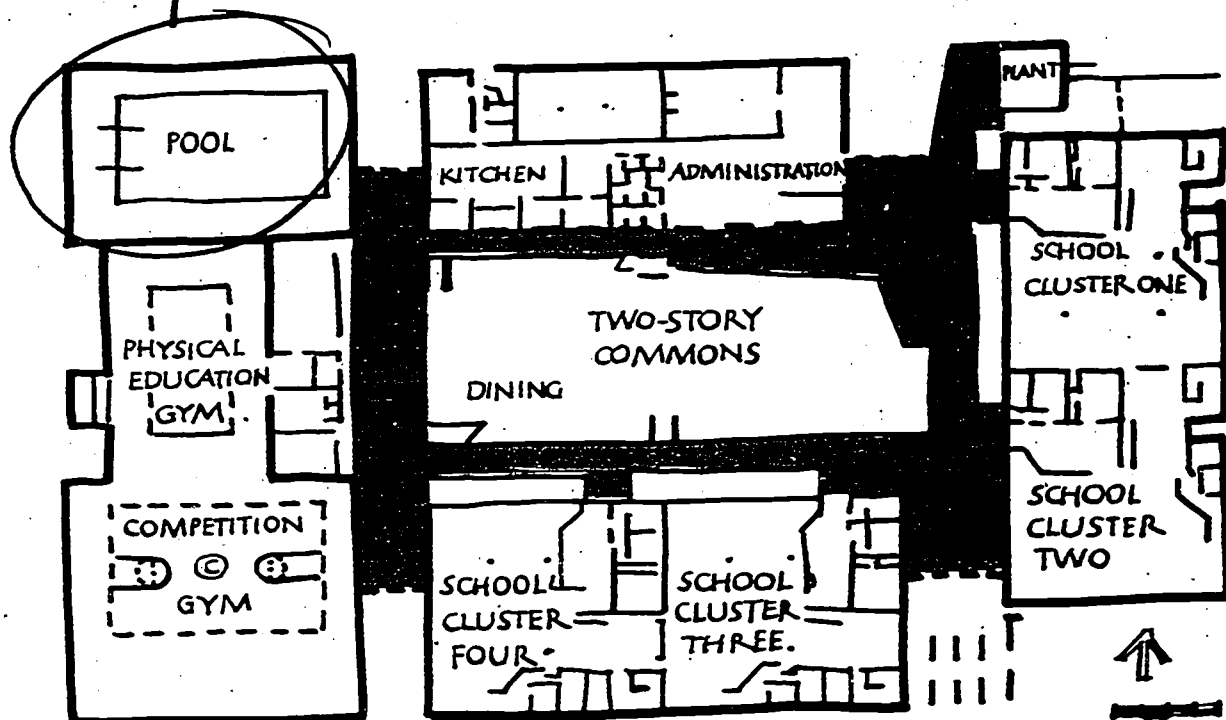 PLANT
POOL
KITCHEN
ADMINISTRATION
SCHOOL
CLUSTER ONE
TWO-STORY
COMMONS
PHYSICAL
EDUCATION
GYM.
DINING
COMPETITION
C
GYM
SCHOOL
CLUSTER
TWO
SCHOOL
CLUSTER
FOUR
SCHOOL
CLUSTER
THREE.